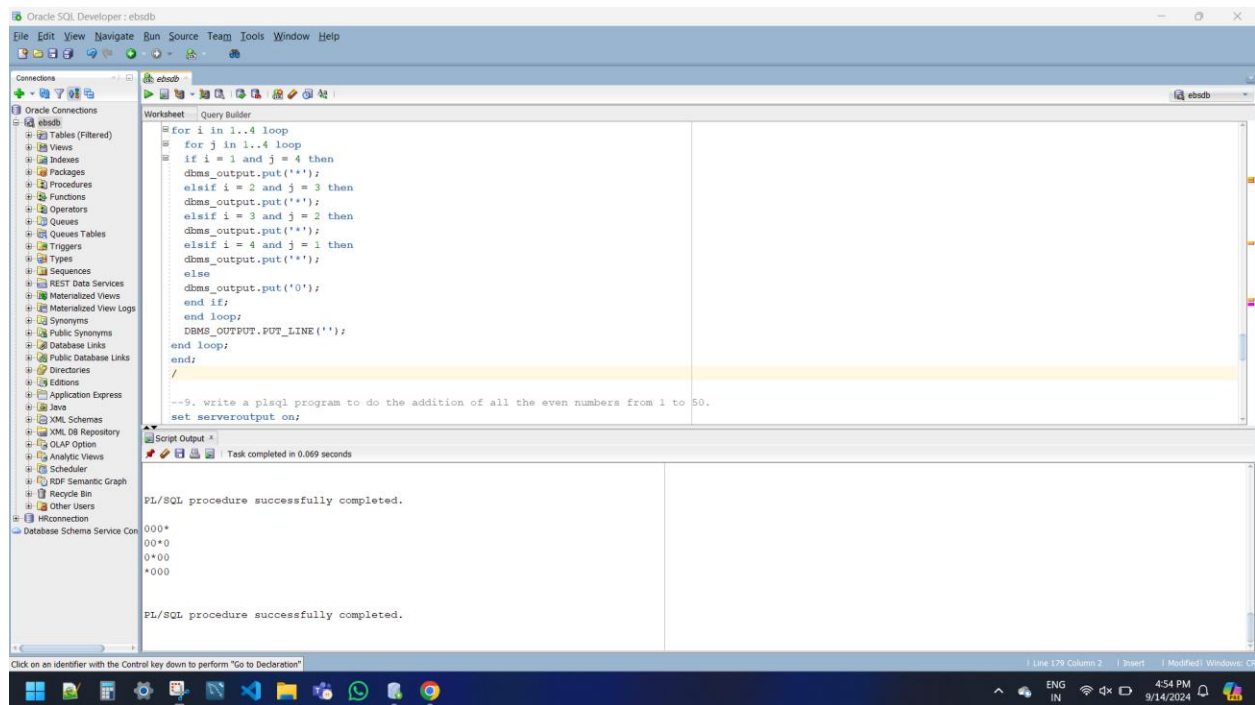 Oracle SQL Developer : ebsdb
File Edit View Navigate Run Source Team Tools Window Help
Connections
ebsdb
ebsdb
Worksheet Query Builder
Oracle Connections
ebsdb
Tables (Filtered)
Views
Indexes
Packages
Procedures
Functions
Operators
Queues
Queues Tables
Triggers
Types
Sequences
REST Data Services
Materialized Views
Materialized View Logs
Synonyms
Public Synonyms
Database Links
Public Database Links
Directories
Editions
Application Express
Java
XML Schemas
XML DB Repository
OLAP Option
Analytic Views
Scheduler
RDF Semantic Graph
Recycle Bin
Other Users
HRconnection
Database Schema Service Con
for i in 1..4 loop
for j in 1..4 loop
if i = 1 and j = 4 then
dbms_output.put('*');
elsif i = 2 and j = 3 then
dbms_output.put('*');
elsif i = 3 and j = 2 then
dbms_output.put('*');
elsif i = 4 and j = 1 then
dbms_output.put('*');
else
dbms_output.put('0');
end if;
end loop;
DBMS_OUTPUT.PUT_LINE('');
end loop;
end;
/
--9. write a plsql program to do the addition of all the even numbers from 1 to 50.
set serveroutput on;
Script Output
Task completed in 0.069 seconds
PL/SQL procedure successfully completed.
000*
00*0
0*00
*000
PL/SQL procedure successfully completed.
Click on an identifier with the Control key down to perform "Go to Declaration"
Line 179 Column 2 Insert Modified Windows: CR
ENG
IN
4:54 PM
9/14/2024